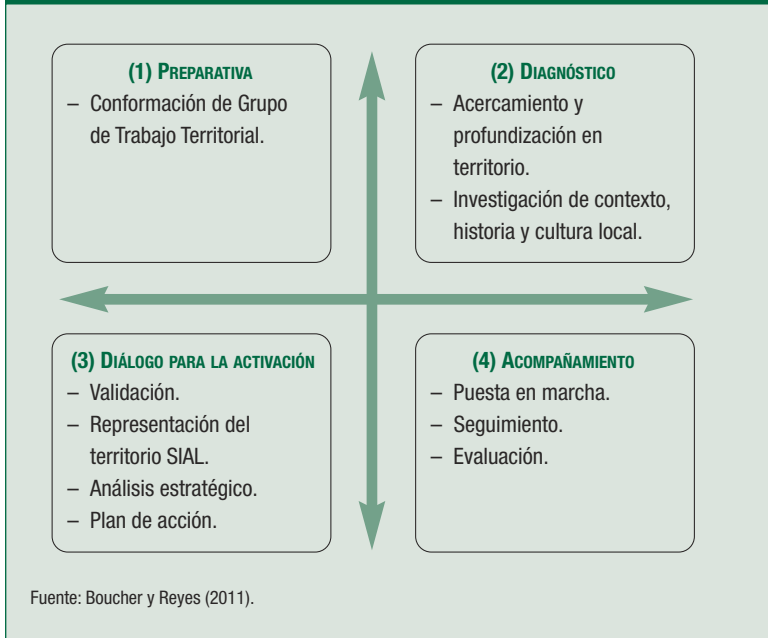 (1) Preparativa
– Conformación de Grupo
de Trabajo Territorial.
(2) Diagnóstico
– Acercamiento y
profundización en
territorio.
– Investigación de contexto,
historia y cultura local.
(3) Diálogo para la activación
– Validación.
– Representación del
territorio SIAL.
– Análisis estratégico.
– Plan de acción.
(4) Acompañamiento
– Puesta en marcha.
– Seguimiento.
– Evaluación.
Fuente: Boucher y Reyes (2011).